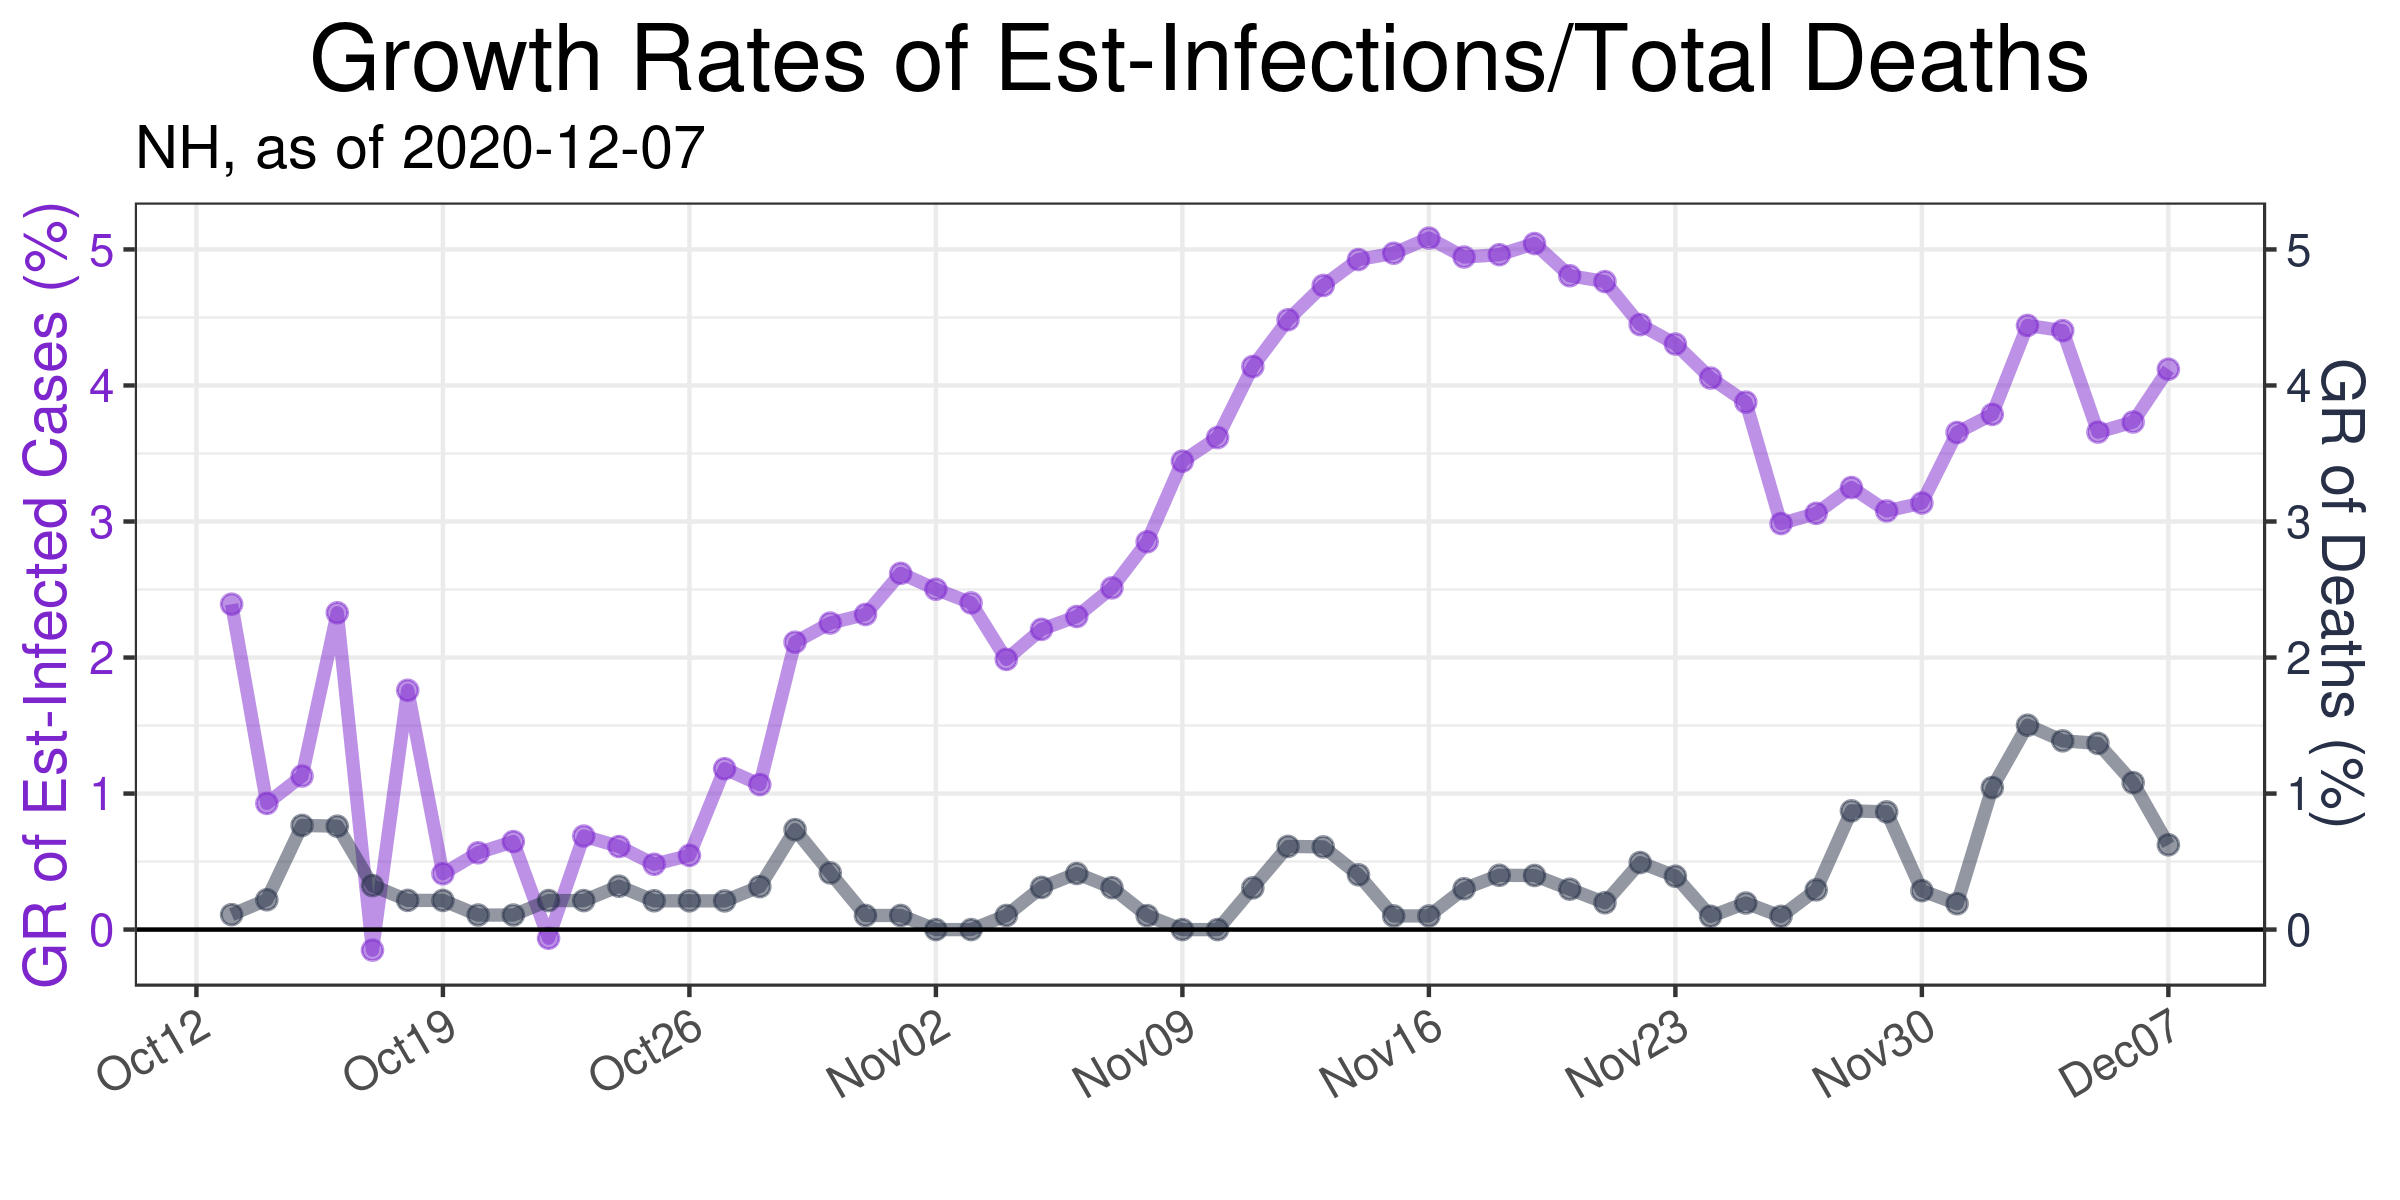 Growth Rates of Est-Infections/Total Deaths
NH, as of 2020-12-07
GR of Est-Infected Cases (%)
5
4
3
2
1
0
5
4
3
2
1
0
GR of Deaths (%)
Oct12
Oct19
Oct26
Nov02
Nov09
Nov16
Nov23
Nov30
Dec07